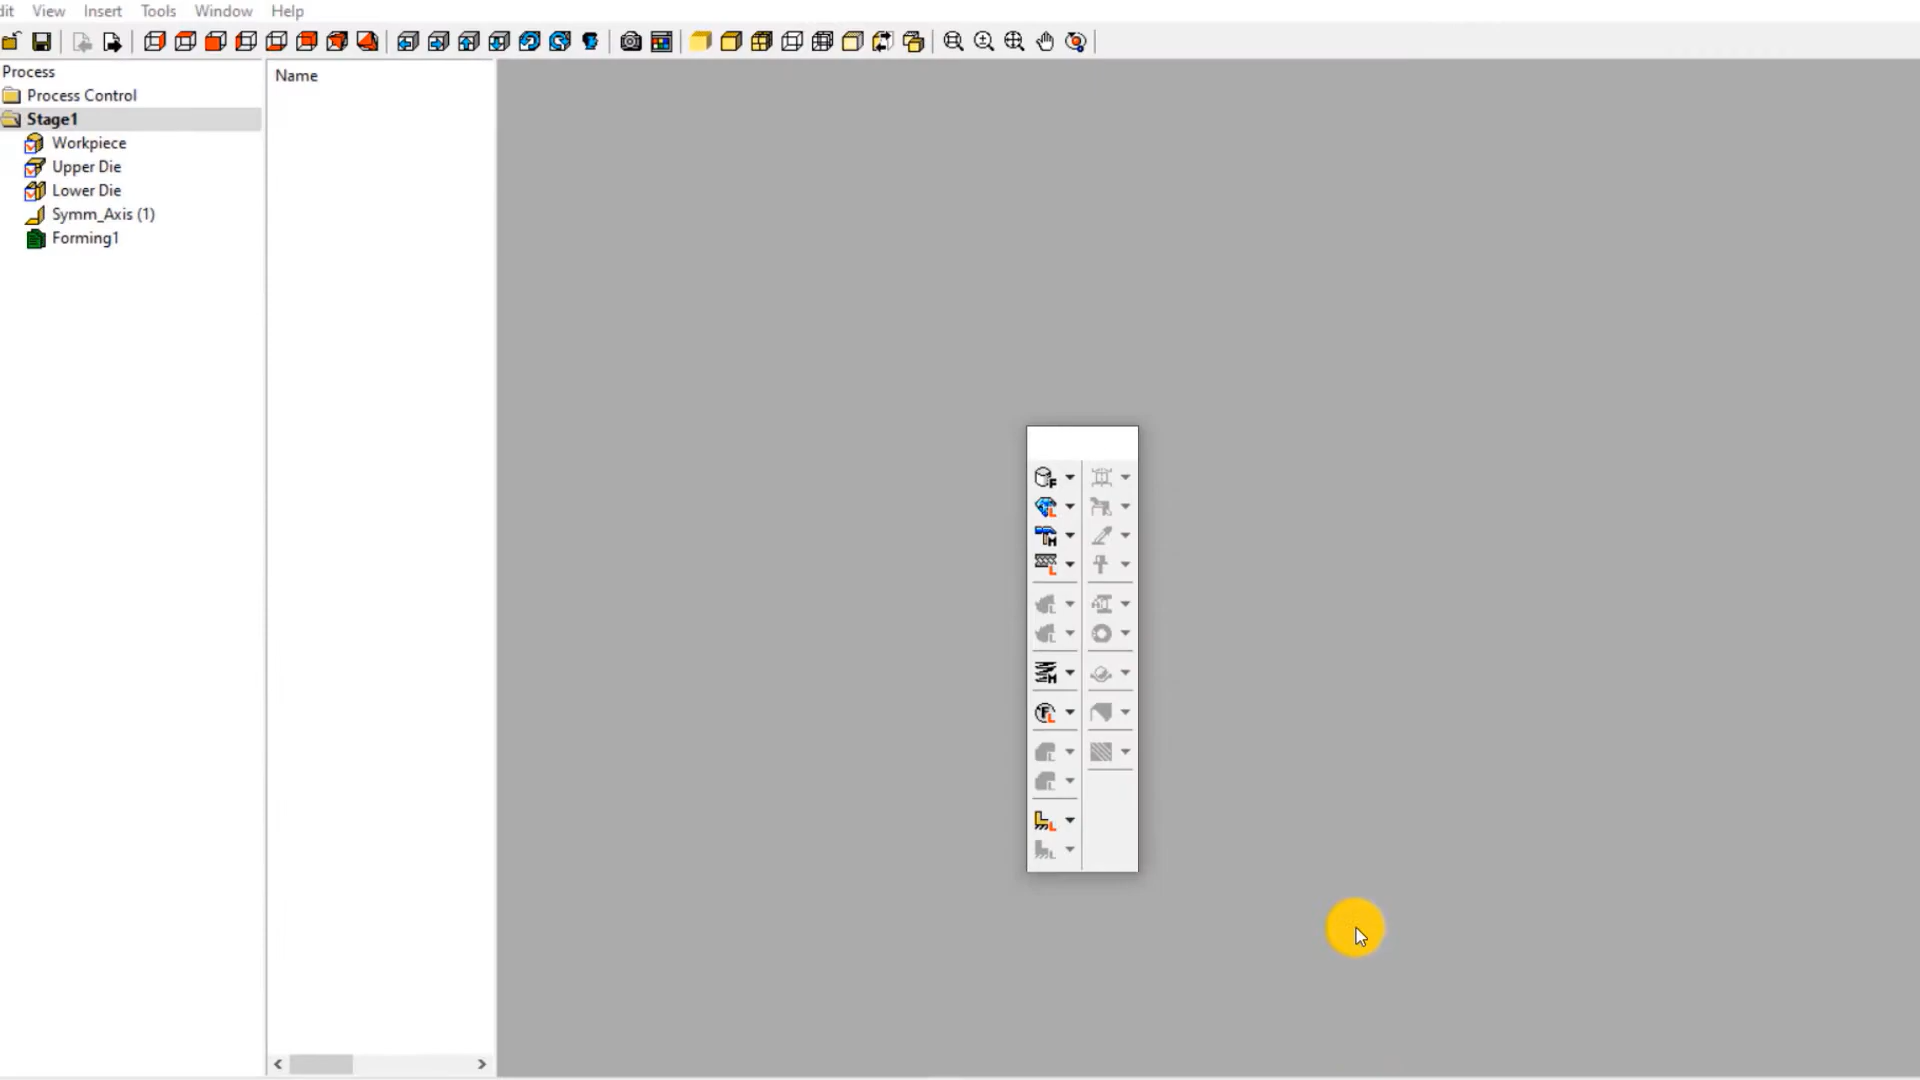 dit View Insert Tools Window Help
Process
Name
Process Control
Stage1
Workpiece
Upper Die
Lower Die
Symm_Axis (1)
Forming1